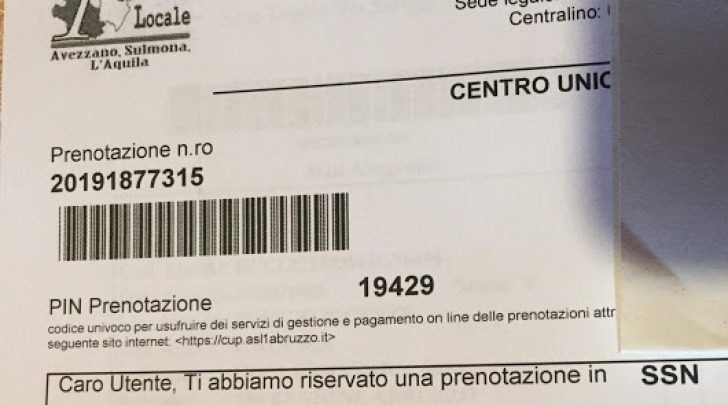 Locale
Avezzano, Sulmona,
L'Aquila
Sede
Centralino:
CENTRO UNIC
Prenotazione n.ro
20191877315
PIN Prenotazione 19429
codice univoco per usufruire dei servizi di gestione e pagamento on line delle prenotazioni attr
seguente sito internet: <https://cup.asl1abruzzo.it>
Caro Utente, Ti abbiamo riservato una prenotazione in SSN